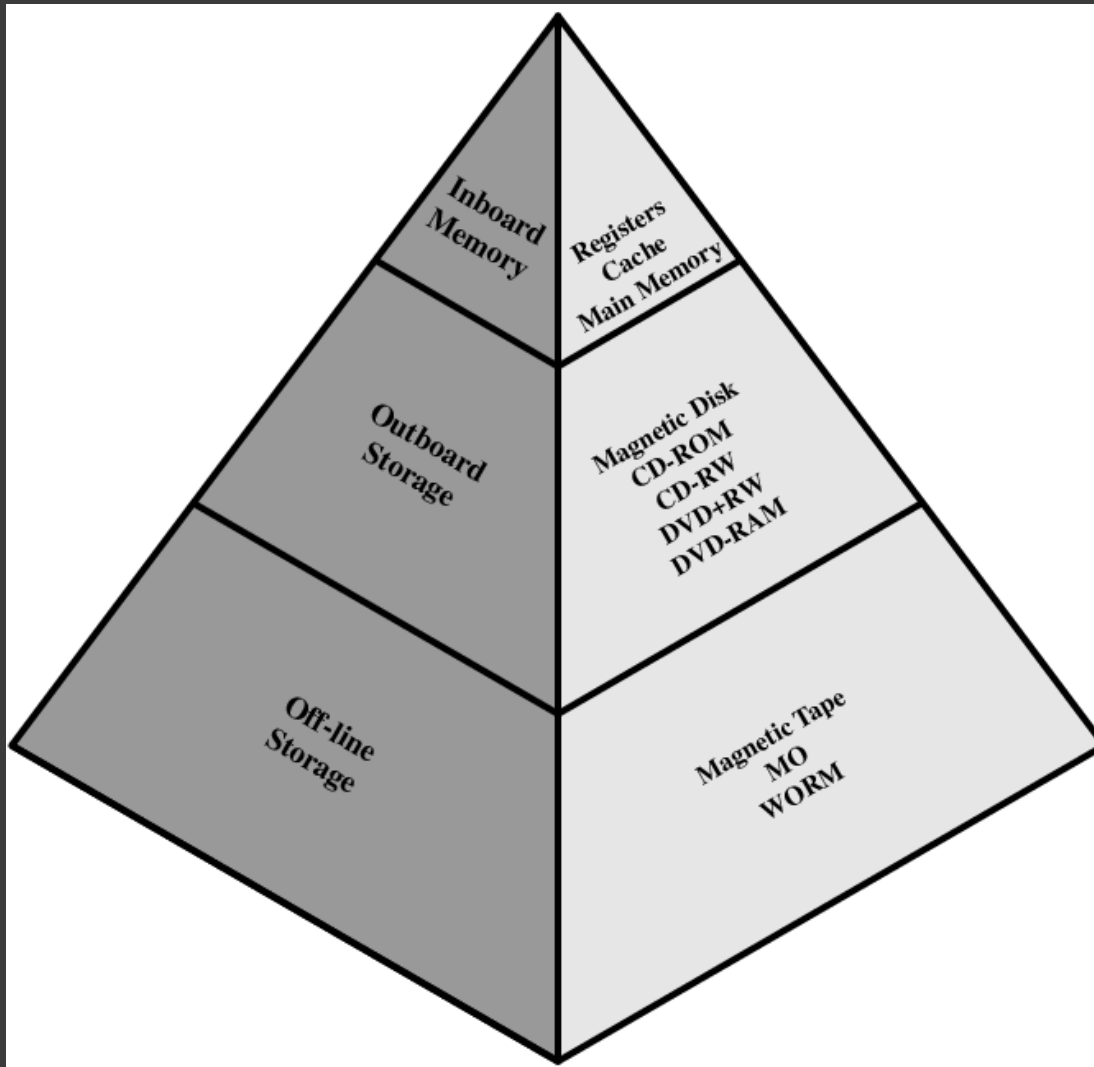 Inboard
Memory
Registers
Cache
Main Memory
Outboard
Storage
Magnetic Disk
CD-ROM
CD-RW
DVD+RW
DVD-RAM
Off-line
Storage
Magnetic Tape
MO
WORM